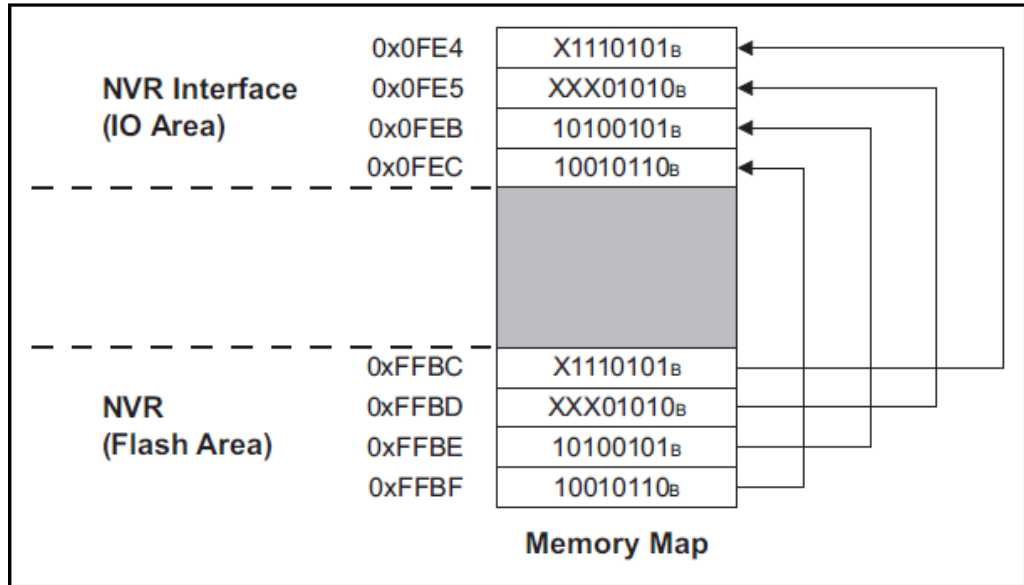 0x0FE4 X1110101B
NVR Interface 0x0FE5 XXX01010B
(IO Area) 0x0FEB 10100101B
0x0FEC 10010110B
0xFFBC X1110101B
NVR 0xFFBD XXX01010B
(Flash Area) 0xFFBE 10100101B
0xFFBF 10010110B
Memory Map